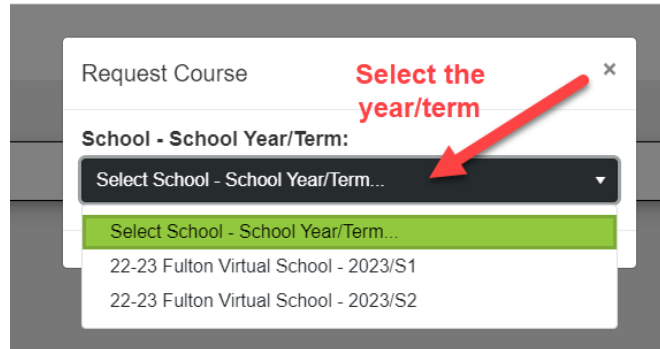 Request Course
Select the
year/term
×
School - School Year/Term:
Select School - School Year/Term...
Select School - School Year/Term...
22-23 Fulton Virtual School - 2023/S1
22-23 Fulton Virtual School - 2023/S2